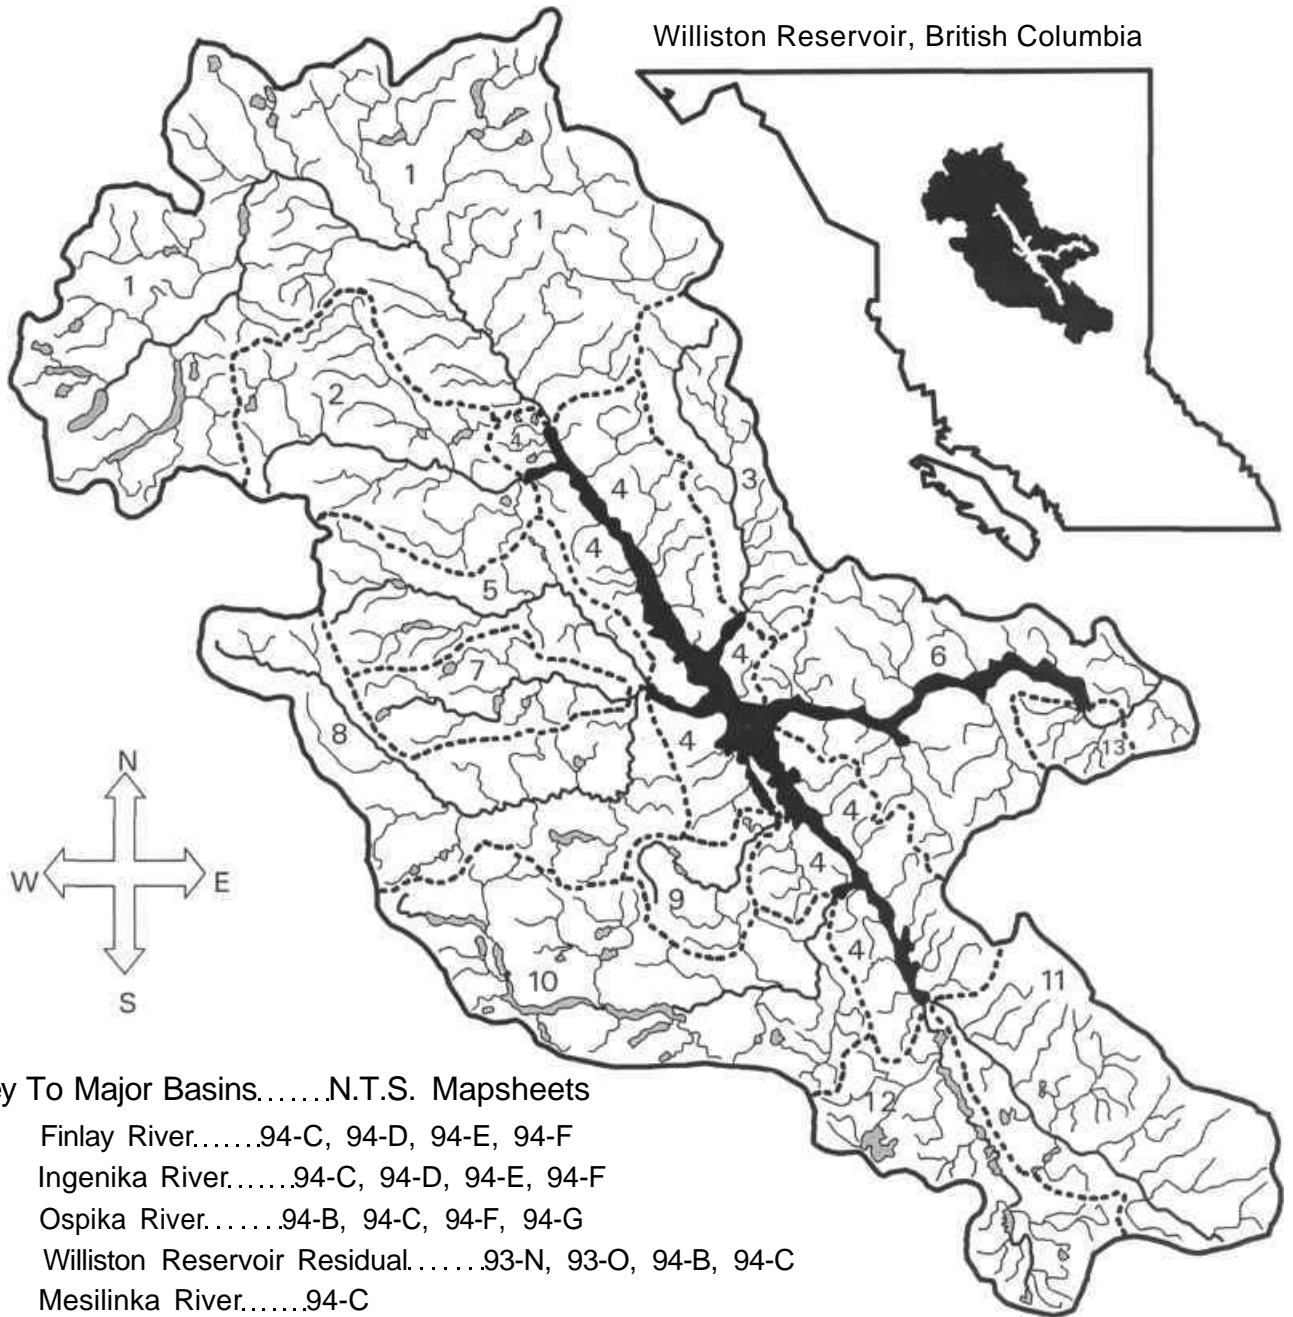 Williston Reservoir, British Columbia
1
1
1
2
4
4
3
4
5
4
6
7
8
4
13
4
4
9
4
10
11
12
N
W
E
S
y To Major Basins.......N.T.S. Mapsheets
Finlay River.......94-C, 94-D, 94-E, 94-F
Ingenika River.......94-C, 94-D, 94-E, 94-F
Ospika River........94-B, 94-C, 94-F, 94-G
Williston Reservoir Residual........93-N, 93-O, 94-B, 94-C
Mesilinka River.......94-C